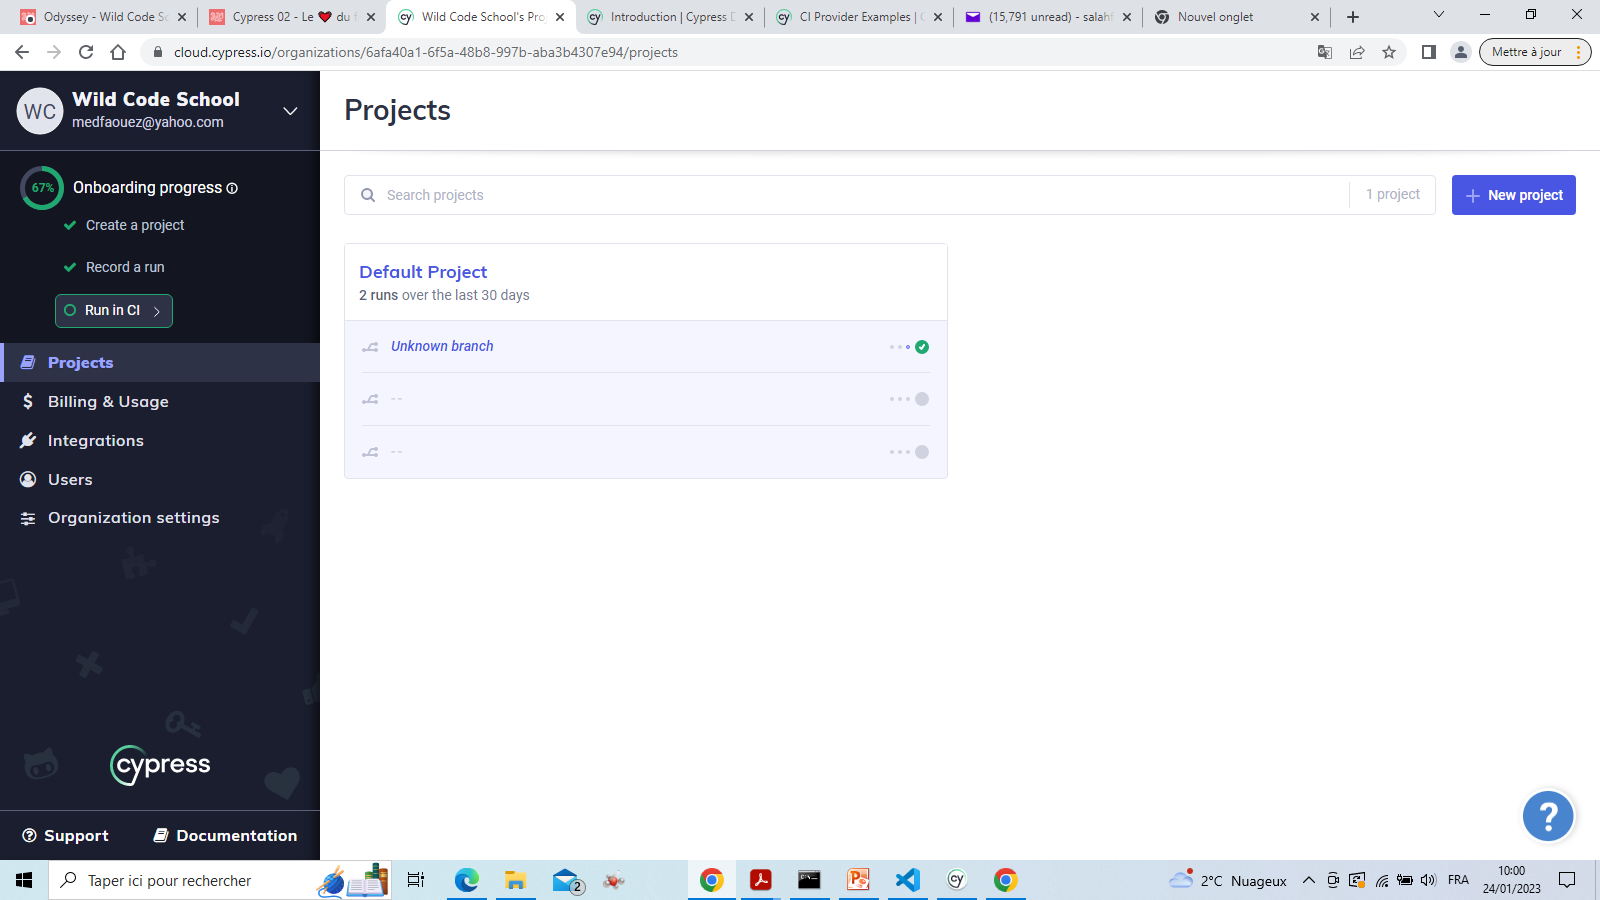 Odyssey - Wild Code Sc
Cypress 02 - Le ❤ du f
Wild Code School's Pro
Introduction | Cypress D
CI Provider Examples | C
(15,791 unread) - salahf
Nouvel onglet
cloud.cypress.io/organizations/6afa40a1-6f5a-48b8-997b-aba3b4307e94/projects
Mettre à jour
WC
Wild Code School
medfaouez@yahoo.com
67%
Onboarding progress
Create a project
Record a run
Run in CI
Projects
Billing & Usage
Integrations
Users
Organization settings
cypress
Support
Documentation
Projects
Search projects
1 project
New project
Default Project
2 runs over the last 30 days
Unknown branch
--
--
?
Taper ici pour rechercher
2
2°C Nuageux
FRA
10:00
24/01/2023